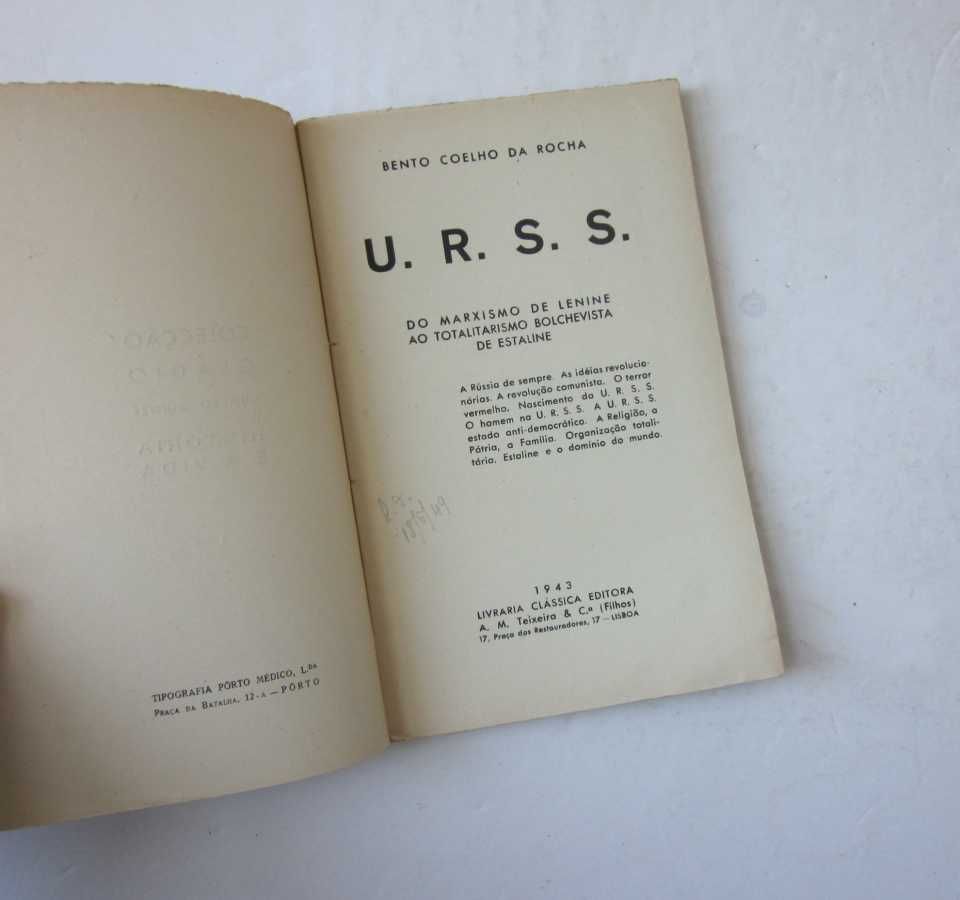 TIPOGRAFIA PÔRTO MÉDICO, L.DA
PRAÇA DA BATALHA, 12-A — PÔRTO
BENTO COELHO DA ROCHA
U. R. S. S.
DO MARXISMO DE LENINE
AO TOTALITARISMO BOLCHEVISTA
DE ESTALINE
A Rússia de sempre. As idéias revolucio-
nárias. A revolução comunista. O terror
vermelho. Nascimento da U. R. S. S.
O homem na U. R. S. S. A U. R. S. S.
estado anti-democrático. A Religião, a
Pátria, a Família. Organização totali-
tária. Estaline e o domínio do mundo.
1943
LIVRARIA CLÁSSICA EDITORA
A. M. Teixeira & C.ª (Filhos)
17, Praça dos Restauradores, 17 — LISBOA